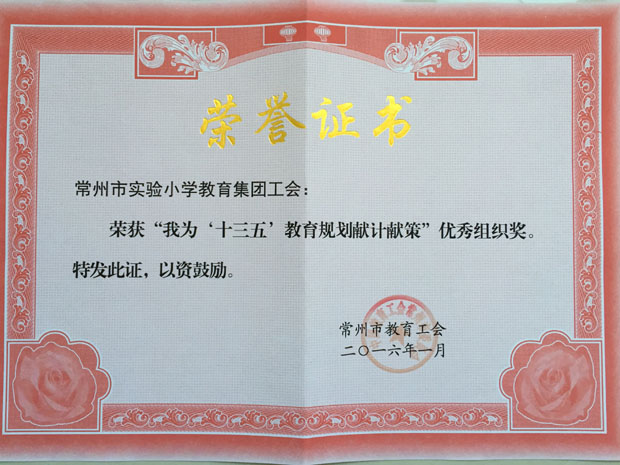 荣誉证书
常州市实验小学教育集团工会：
荣获“我为‘十三五’教育规划献计献策”优秀组织奖。
特发此证，以资鼓励。
常州市教育工会
二〇一六年一月